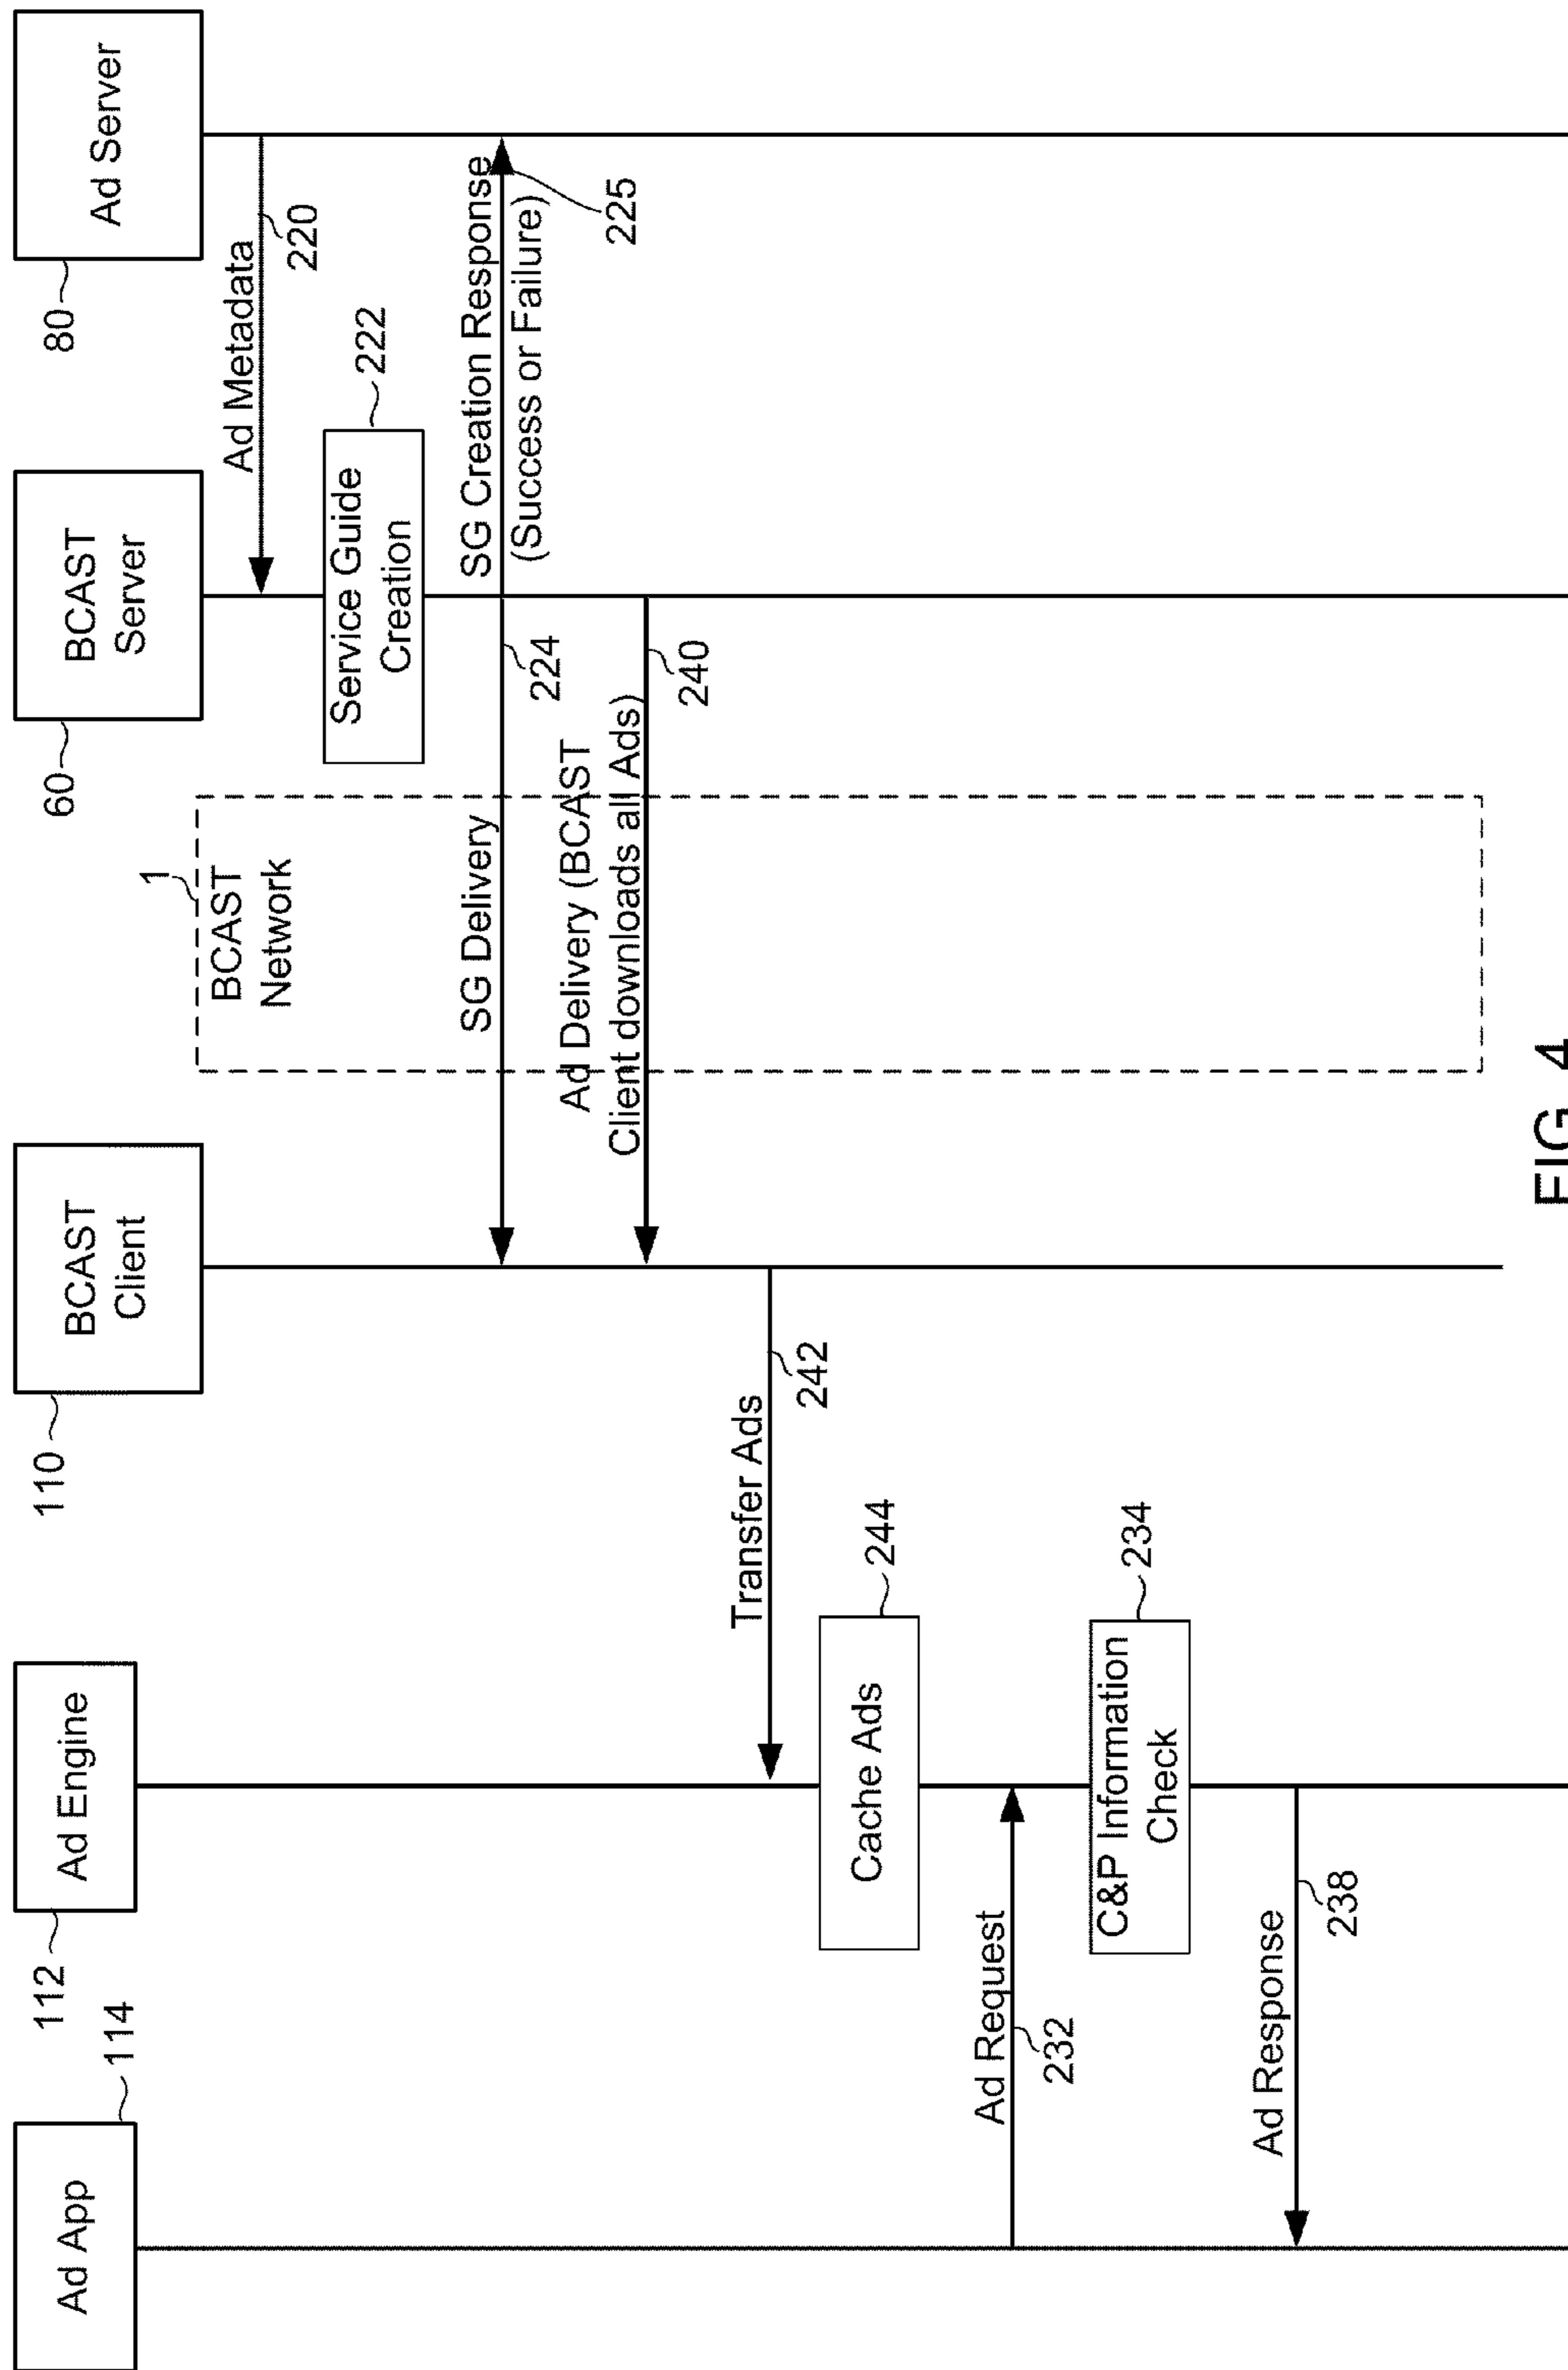 114
Ad App
112
Ad Engine
110
BCAST
Client
1
BCAST
Network
60
BCAST
Server
80
Ad Server
Ad Metadata
220
Service Guide
Creation
222
SG Delivery
224
SG Creation Response
(Success or Failure)
225
Ad Delivery (BCAST
Client downloads all Ads)
240
Transfer Ads
242
Cache Ads
244
Ad Request
232
C&P Information
Check
234
Ad Response
238
FIG. 4